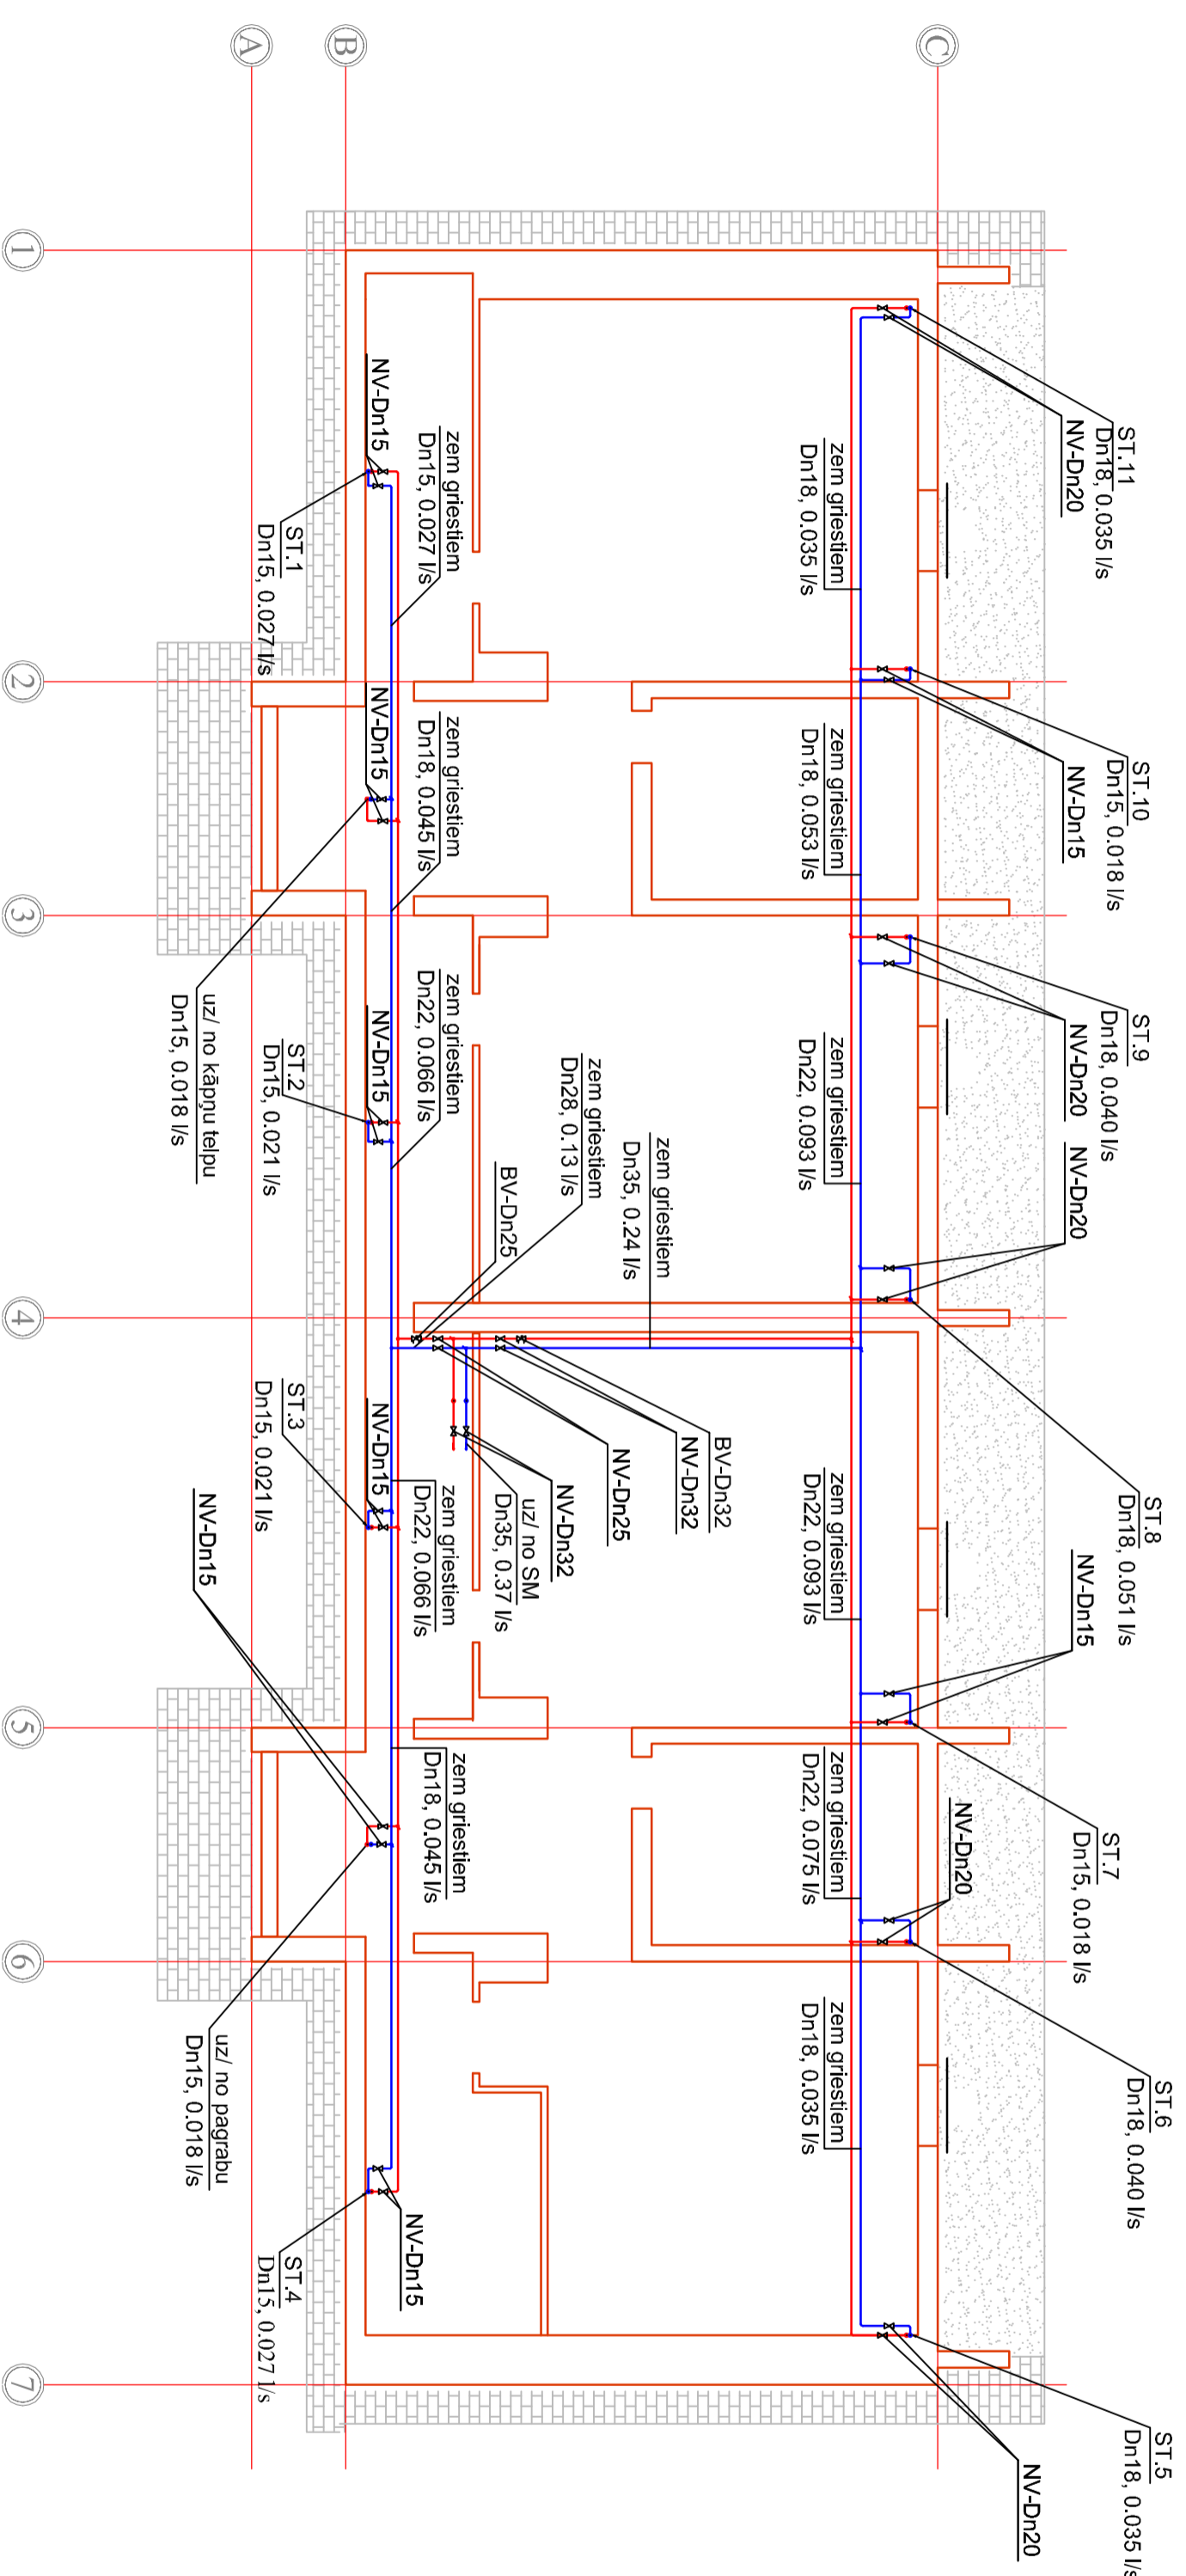 A
B
C
ST.11
Dn18, 0.035 l/s
NV-Dn20
zem griestiem
Dn18, 0.035 l/s
zem griestiem
Dn15, 0.027 l/s
NV-Dn15
ST.1
Dn15, 0.027 l/s
1
ST.10
Dn15, 0.018 l/s
NV-Dn15
zem griestiem
Dn18, 0.053 l/s
zem griestiem
Dn18, 0.045 l/s
NV-Dn15
2
uz/ no kāpņu telpu
Dn15, 0.018 l/s
3
ST.9
Dn18, 0.040 l/s
NV-Dn20
NV-Dn20
zem griestiem
Dn22, 0.093 l/s
zem griestiem
Dn35, 0.24 l/s
zem griestiem
Dn28, 0.13 l/s
BV-Dn25
zem griestiem
Dn22, 0.066 l/s
NV-Dn15
ST.2
Dn15, 0.021 l/s
4
ST.8
Dn18, 0.051 l/s
NV-Dn15
zem griestiem
Dn22, 0.093 l/s
BV-Dn32
NV-Dn32
NV-Dn25
NV-Dn32
uz/ no SM
Dn35, 0.37 l/s
zem griestiem
Dn22, 0.066 l/s
NV-Dn15
ST.3
Dn15, 0.021 l/s
NV-Dn15
5
ST.7
Dn15, 0.018 l/s
NV-Dn20
zem griestiem
Dn22, 0.075 l/s
zem griestiem
Dn18, 0.045 l/s
6
ST.6
Dn18, 0.040 l/s
zem griestiem
Dn18, 0.035 l/s
uz/ no pagrabu
Dn15, 0.018 l/s
NV-Dn15
ST.4
Dn15, 0.027 l/s
7
ST.5
Dn18, 0.035 l/s
NV-Dn20